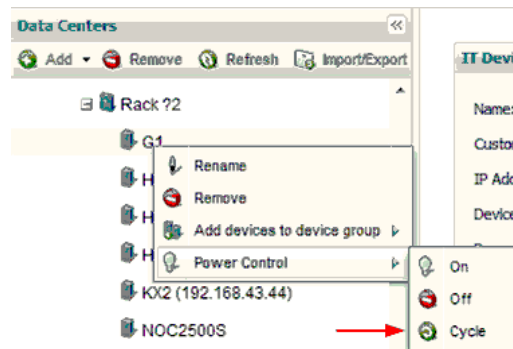 Data Centers
Add Remove Refresh Import/Export
Rack ?2
G1
H
H
H
KX2 (192.168.43.44)
NOC2500S
Rename
Remove
Add devices to device group
Power Control
On
Off
Cycle
IT Devi
Name:
Custo
IP Add
Device